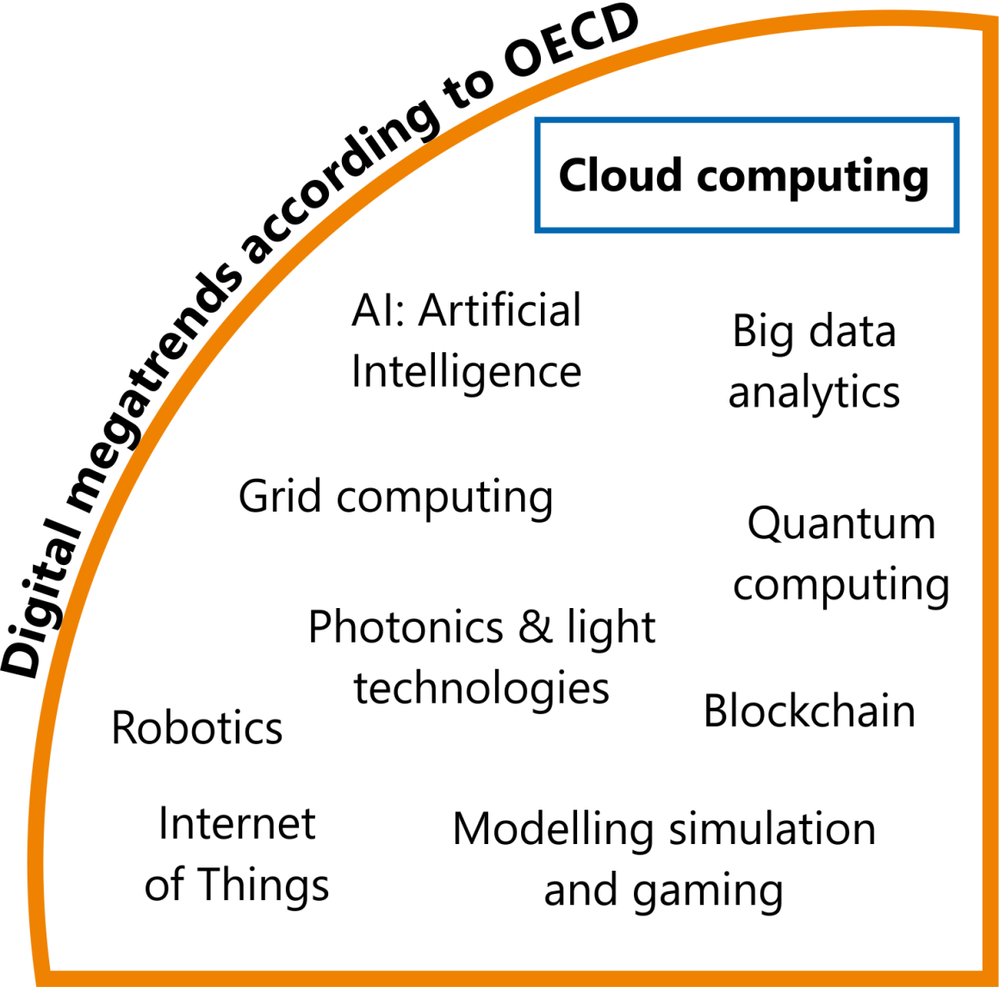 Digital megatrends according to OECD
Cloud computing
AI: Artificial
Intelligence
Big data
analytics
Grid computing
Quantum
computing
Photonics & light
technologies
Blockchain
Robotics
Internet
of Things
Modelling simulation
and gaming